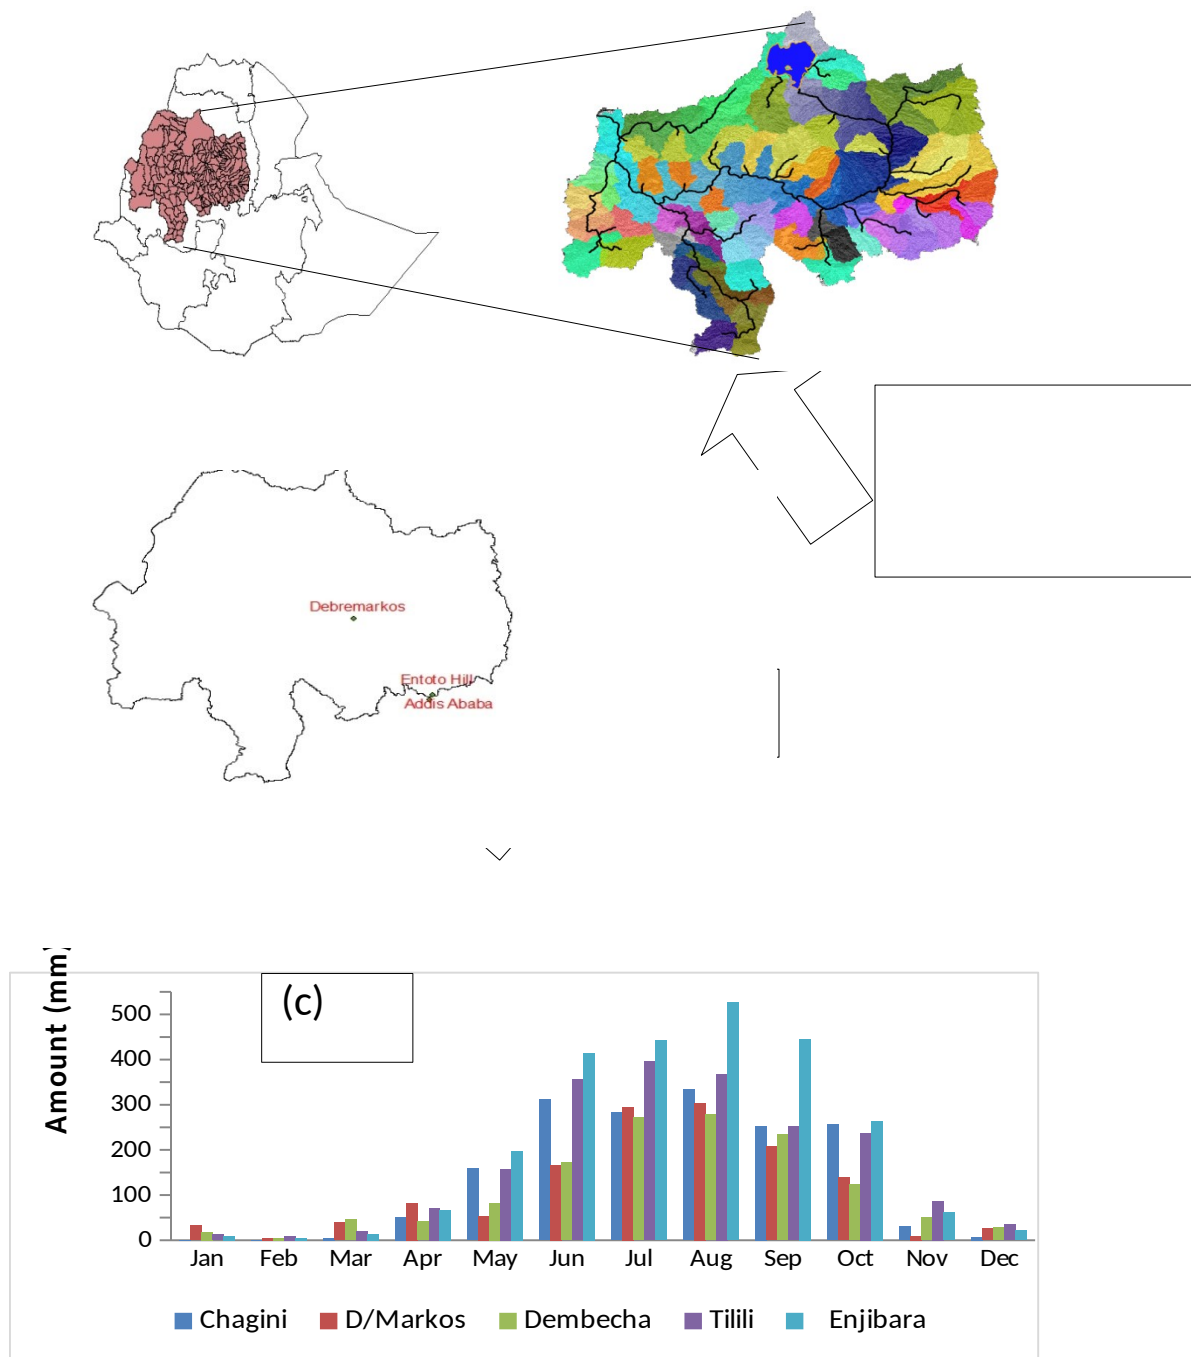 Debremarkos
Entoto Hill
Addis Ababa
Amount (mm)
(c)
500
400
300
200
100
0
Jan Feb Mar Apr May Jun Jul Aug Sep Oct Nov Dec
Chagini D/Markos Dembecha Tilili Enjibara